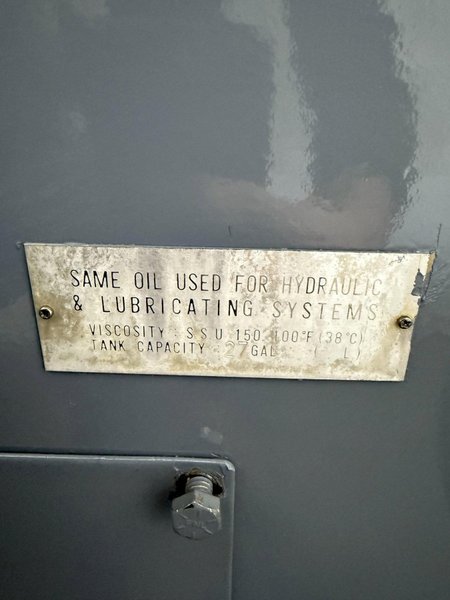 SAME OIL USED FOR HYDRAULIC
& LUBRICATING SYSTEMS
VISCOSITY : S.S.U. 150 100°F (38°C)
TANK CAPACITY : 27 GAL ( L)